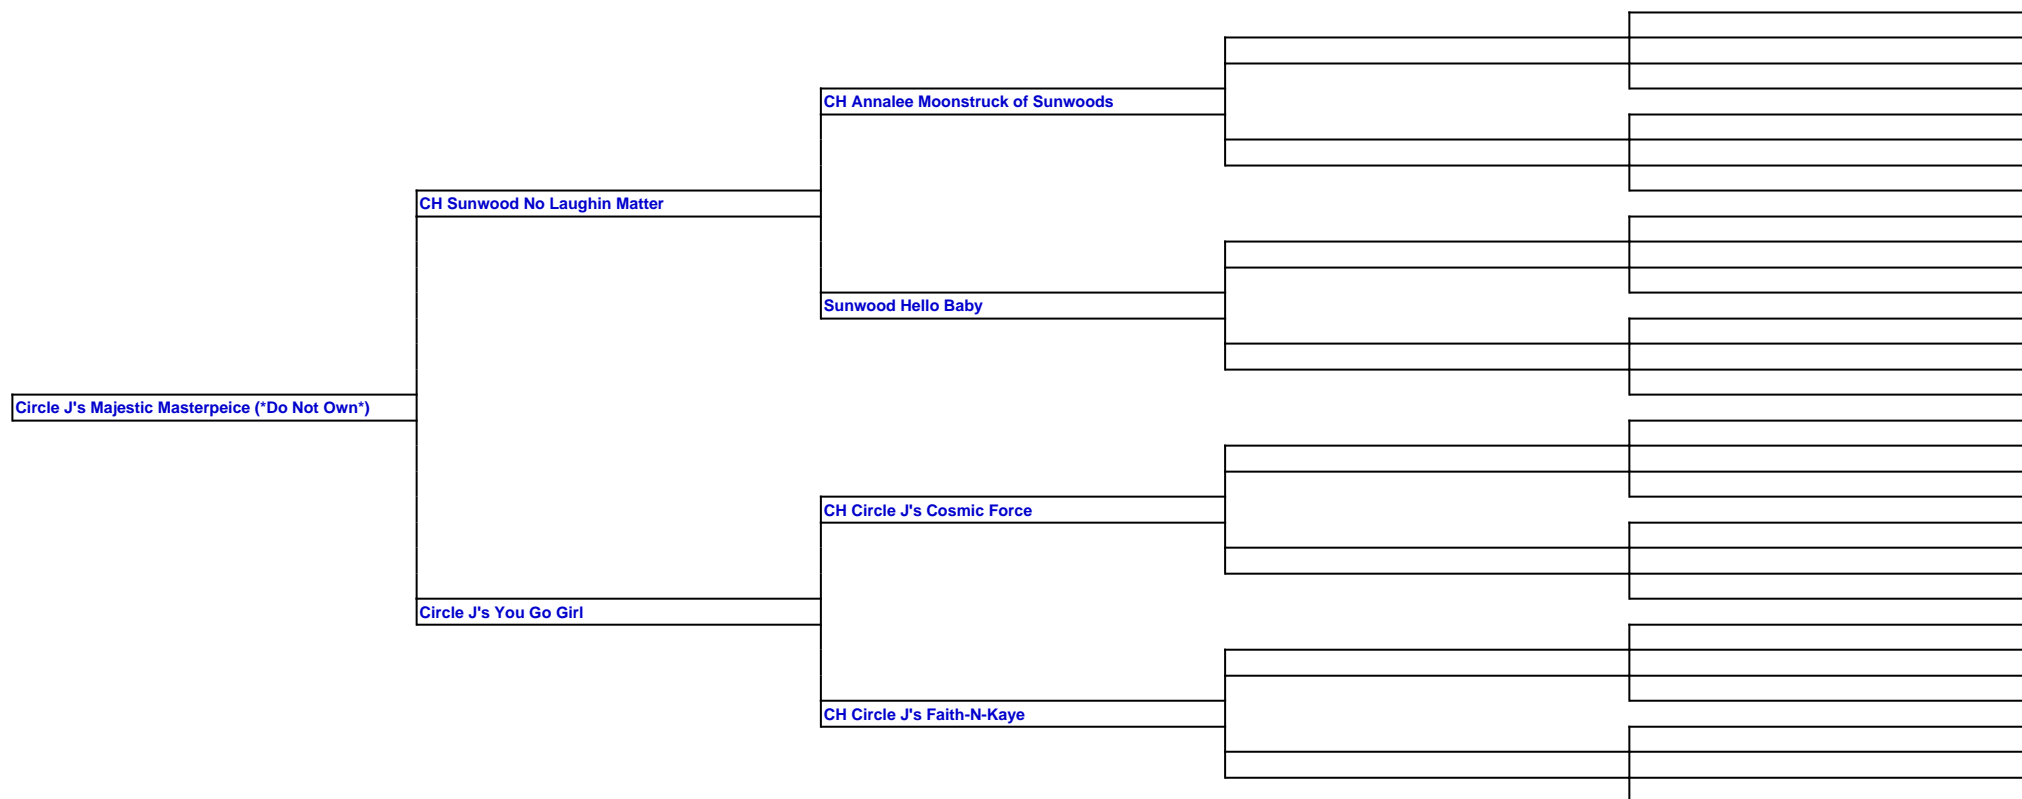 CH Annalee Moonstruck of Sunwoods
CH Sunwood No Laughin Matter
Sunwood Hello Baby
Circle J's Majestic Masterpeice (*Do Not Own*)
CH Circle J's Cosmic Force
Circle J's You Go Girl
CH Circle J's Faith-N-Kaye